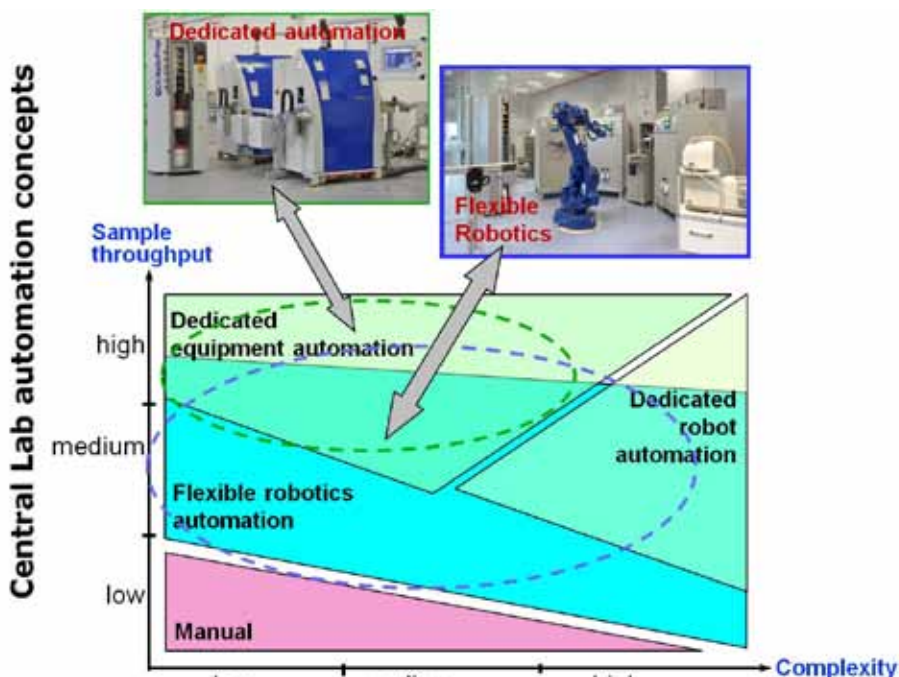 Central Lab automation concepts
Dedicated automation
Flexible
Robotics
Sample
throughput
high
medium
low
Dedicated
equipment automation
Dedicated
robot
automation
Flexible robotics
automation
Manual
Complexity